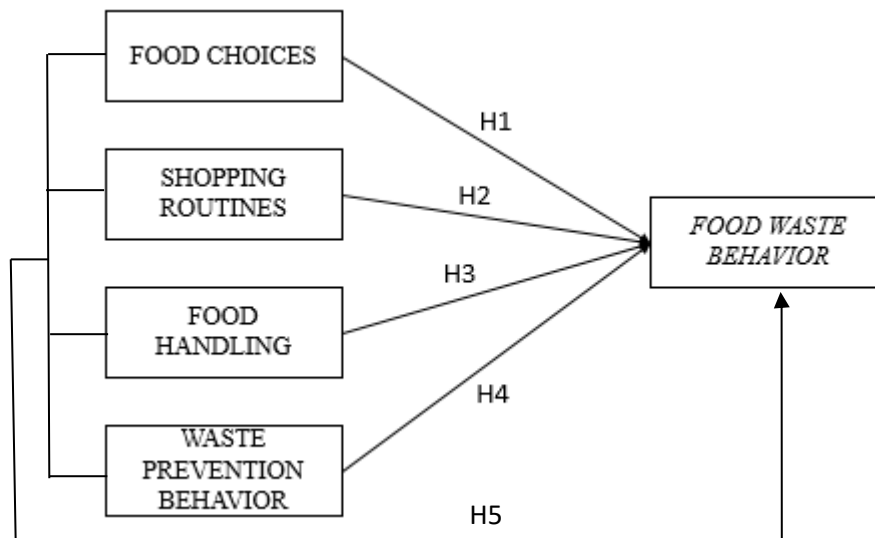 FOOD CHOICES
H1
SHOPPING
ROUTINES
H2
FOOD WASTE
BEHAVIOR
H3
FOOD
HANDLING
H4
WASTE
PREVENTION
BEHAVIOR
H5